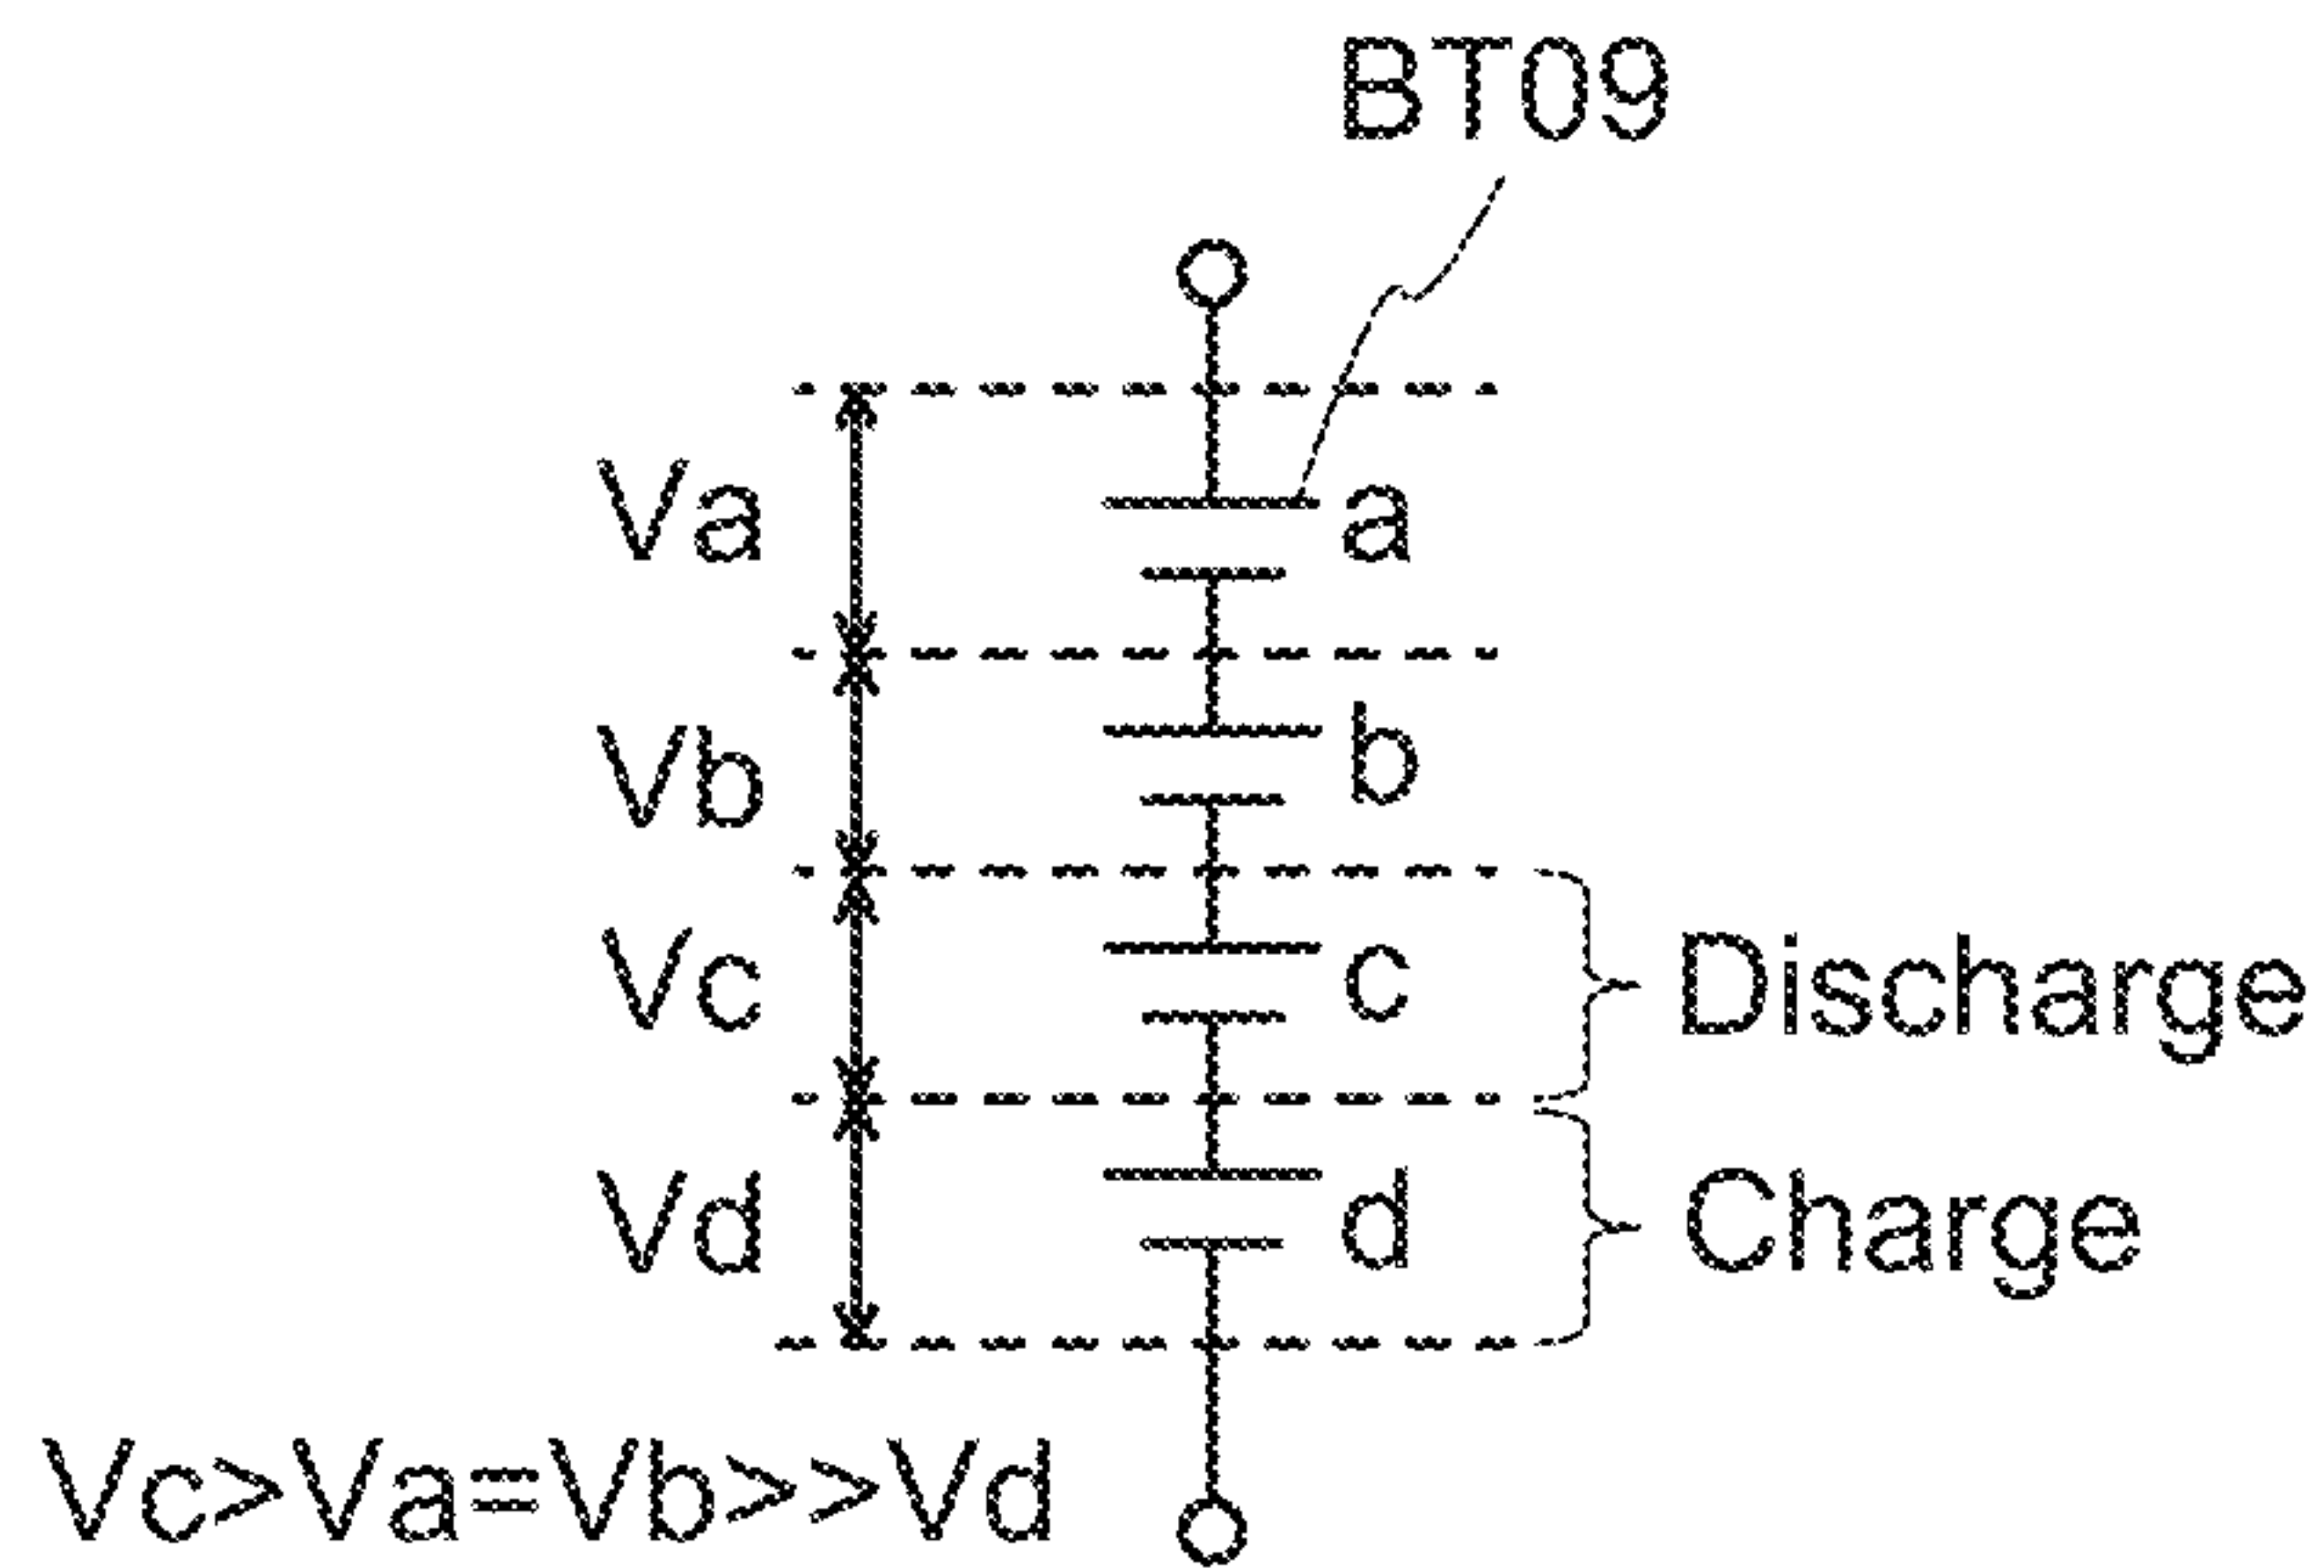 BT09
Va
a
Vb
b
Vc
c
Discharge
Vd
d
Charge
Vc>Va=Vb>>Vd